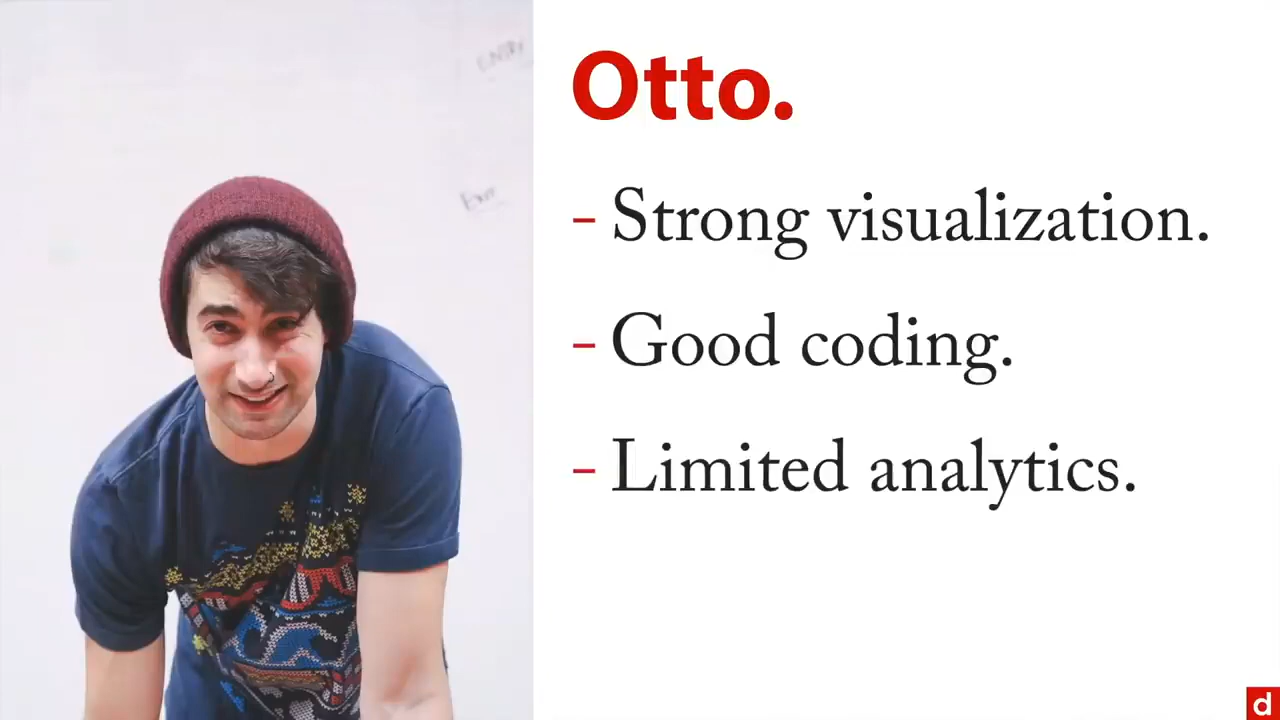 Otto.
- Strong visualization.
- Good coding.
- Limited analytics.
d